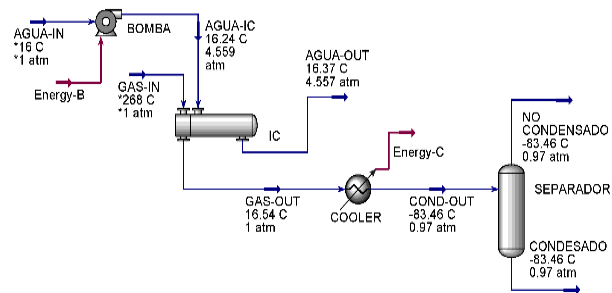 AGUA-IN
*16 C
*1 atm
BOMBA
Energy-B
AGUA-IC
16.24 C
4.559
atm
GAS-IN
*268 C
*1 atm
AGUA-OUT
16.37 C
4.557 atm
IC
GAS-OUT
16.54 C
1 atm
Energy-C
COOLER
COND-OUT
-83.46 C
0.97 atm
NO
CONDENSADO
-83.46 C
0.97 atm
SEPARADOR
CONDESADO
-83.46 C
0.97 atm